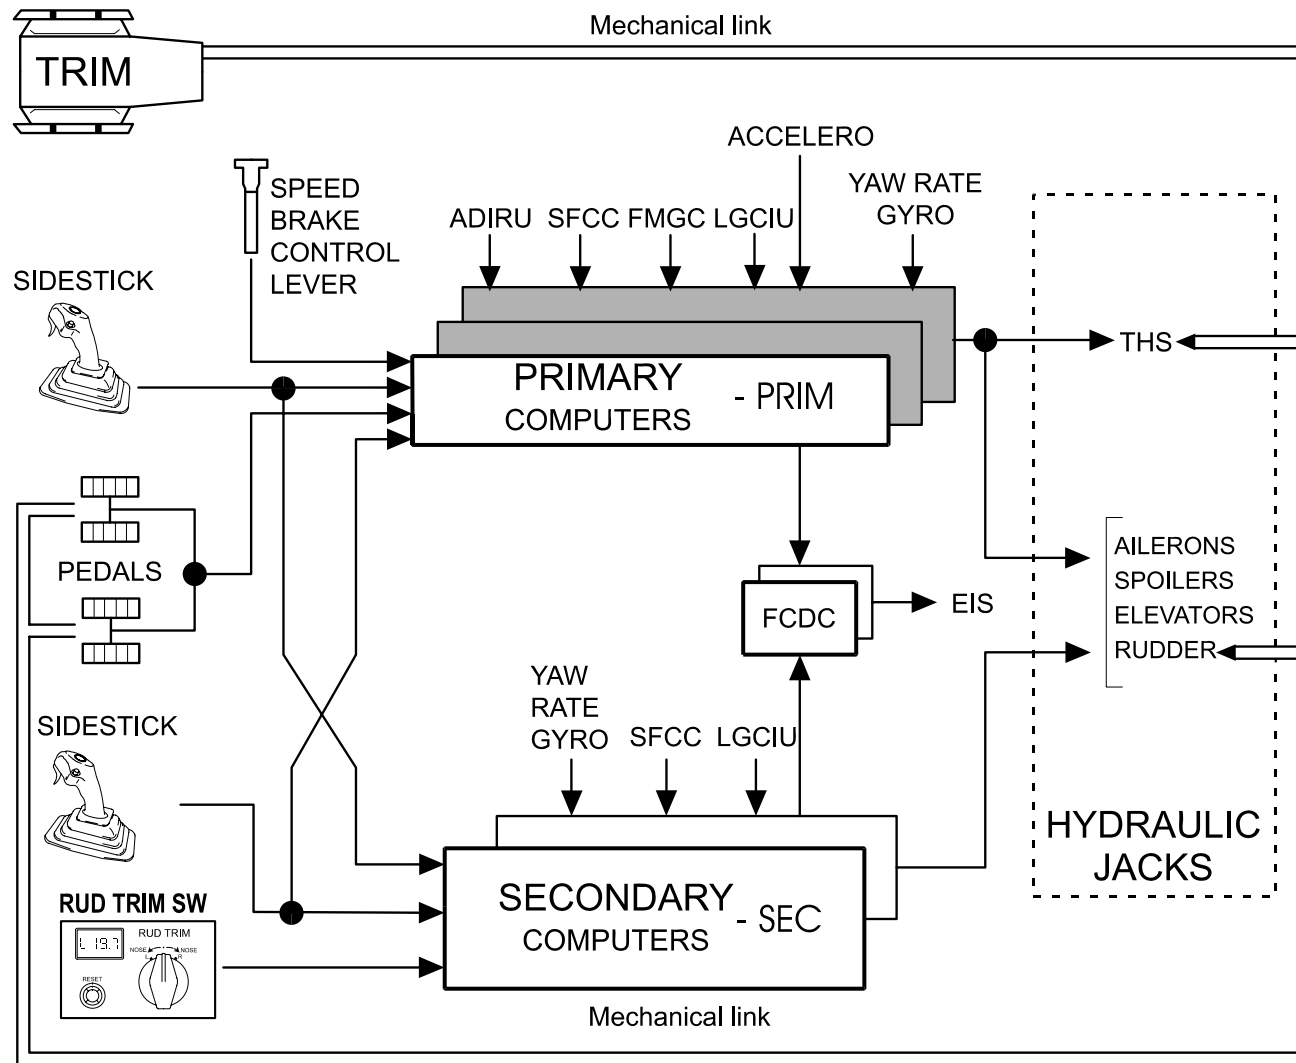 Mechanical link
TRIM
ACCELERO
SPEED
BRAKE
CONTROL
LEVER
YAW RATE
GYRO
ADIRU SFCC FMGC LGCIU
SIDESTICK
THS
PRIMARY
COMPUTERS
- PRIM
PEDALS
AILERONS
SPOILERS
ELEVATORS
RUDDER
FCDC
EIS
YAW
RATE
GYRO
SFCC LGCIU
SIDESTICK
HYDRAULIC
JACKS
SECONDARY
COMPUTERS
- SEC
RUD TRIM SW
RUD TRIM
L 19.7
NOSE NOSE
L R
RESET
Mechanical link